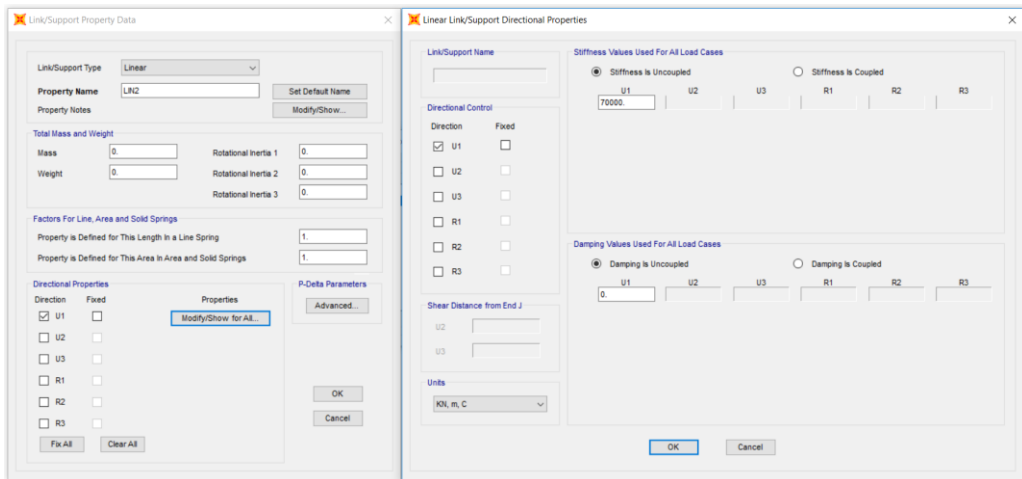 Link/Support Property Data
Link/Support Type Linear
Property Name LIN2 Set Default Name
Property Notes Modify/Show...
Total Mass and Weight
Mass 0. Rotational Inertia 1 0.
Weight 0. Rotational Inertia 2 0.
Rotational Inertia 3 0.
Factors For Line, Area and Solid Springs
Property is Defined for This Length In a Line Spring 1.
Property is Defined for This Area In Area and Solid Springs 1.
Directional Properties
Direction Fixed Properties
U1 Modify/Show for All...
U2
U3
R1
R2
R3
Fix All Clear All
P-Delta Parameters
Advanced...
OK
Cancel
Linear Link/Support Directional Properties
Link/Support Name
Directional Control
Direction Fixed
U1
U2
U3
R1
R2
R3
Shear Distance from End J
U2
U3
Units
KN, m, C
Stiffness Values Used For All Load Cases
Stiffness Is Uncoupled Stiffness Is Coupled
U1 U2 U3 R1 R2 R3
70000.
Damping Values Used For All Load Cases
Damping Is Uncoupled Damping Is Coupled
U1 U2 U3 R1 R2 R3
0.
OK Cancel